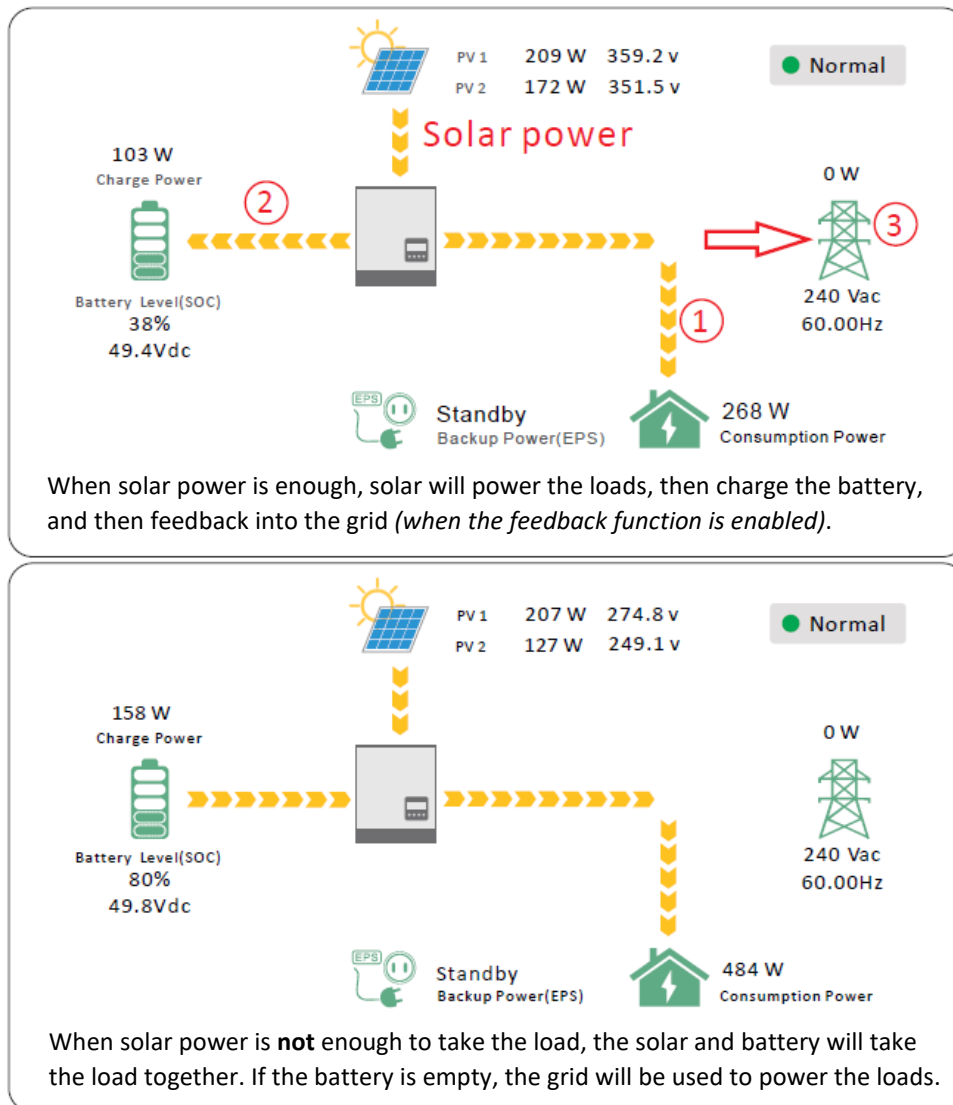 PV 1 209 W 359.2 v
PV 2 172 W 351.5 v
Normal
Solar power
103 W
Charge Power
2
0 W
3
Battery Level(SOC)
38%
49.4Vdc
1
240 Vac
60.00Hz
EPS
Standby
Backup Power(EPS)
268 W
Consumption Power
When solar power is enough, solar will power the loads, then charge the battery,
and then feedback into the grid (when the feedback function is enabled).
PV 1 207 W 274.8 v
PV 2 127 W 249.1 v
Normal
158 W
Charge Power
0 W
Battery Level(SOC)
80%
49.8Vdc
240 Vac
60.00Hz
EPS
Standby
Backup Power(EPS)
484 W
Consumption Power
When solar power is not enough to take the load, the solar and battery will take
the load together. If the battery is empty, the grid will be used to power the loads.